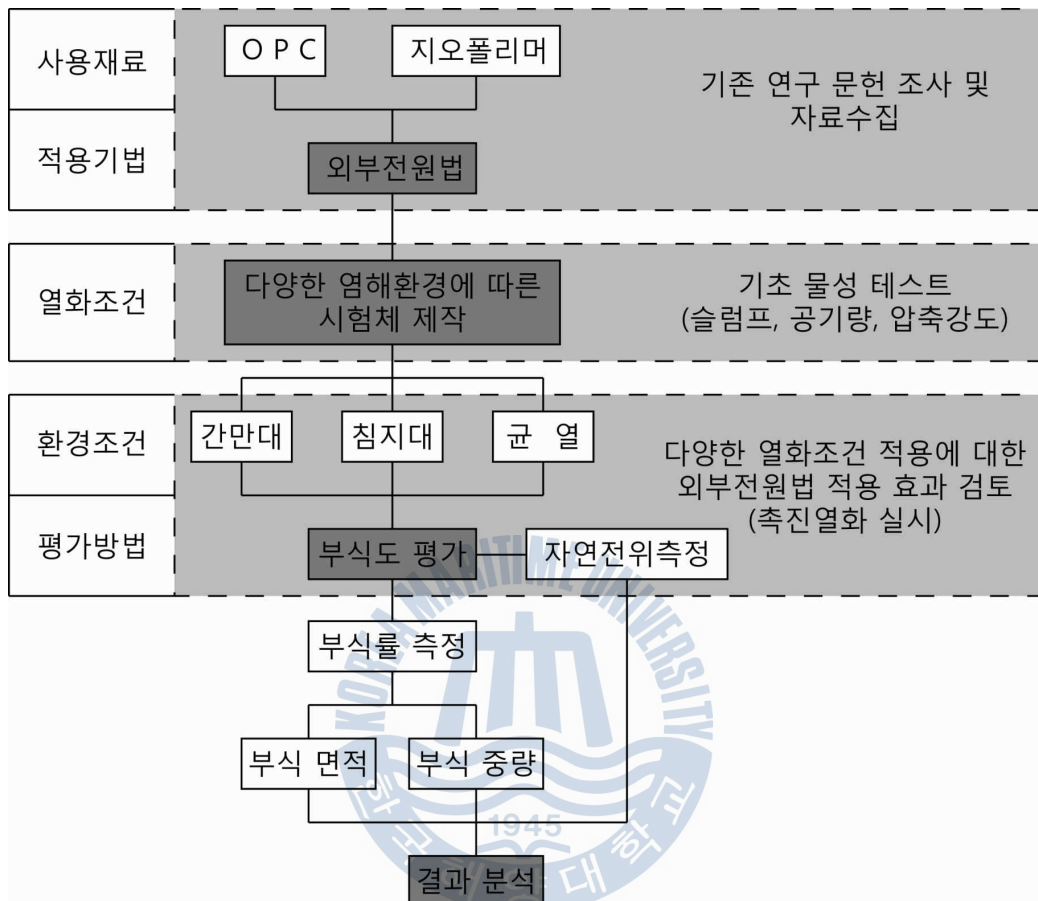 사용재료
O P C
지오폴리머
기존 연구 문헌 조사 및
자료수집
적용기법
외부전원법
열화조건
다양한 염해환경에 따른
시험체 제작
기초 물성 테스트
(슬럼프, 공기량, 압축강도)
환경조건
간만대
침지대
균 열
다양한 열화조건 적용에 대한
외부전원법 적용 효과 검토
(촉진열화 실시)
평가방법
부식도 평가
자연전위측정
부식률 측정
부식 면적
부식 중량
결과 분석
KOREA MARITIME UNIVERSITY
1945